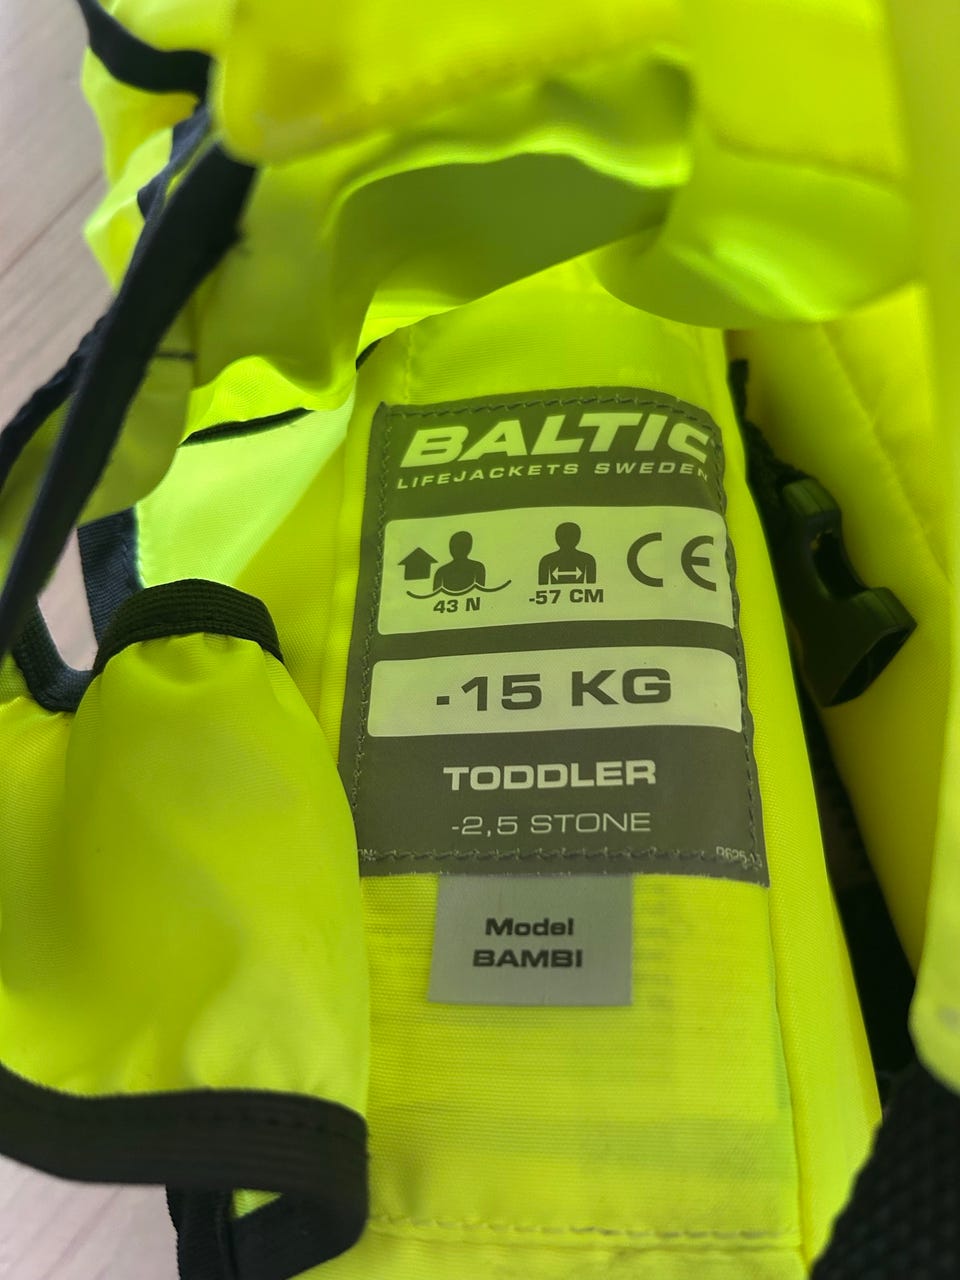 BALTIC
LIFEJACKETS SWEDEN
43 N
-57 CM
CE
-15 KG
TODDLER
-2,5 STONE
Model
BAMBI